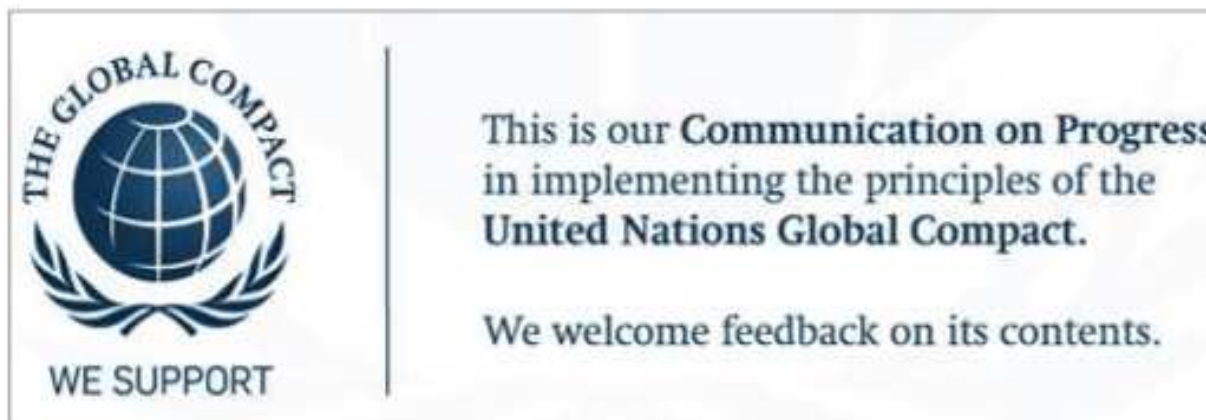 THE GLOBAL COMPACT
WE SUPPORT
This is our Communication on Progress
in implementing the principles of the
United Nations Global Compact.
We welcome feedback on its contents.